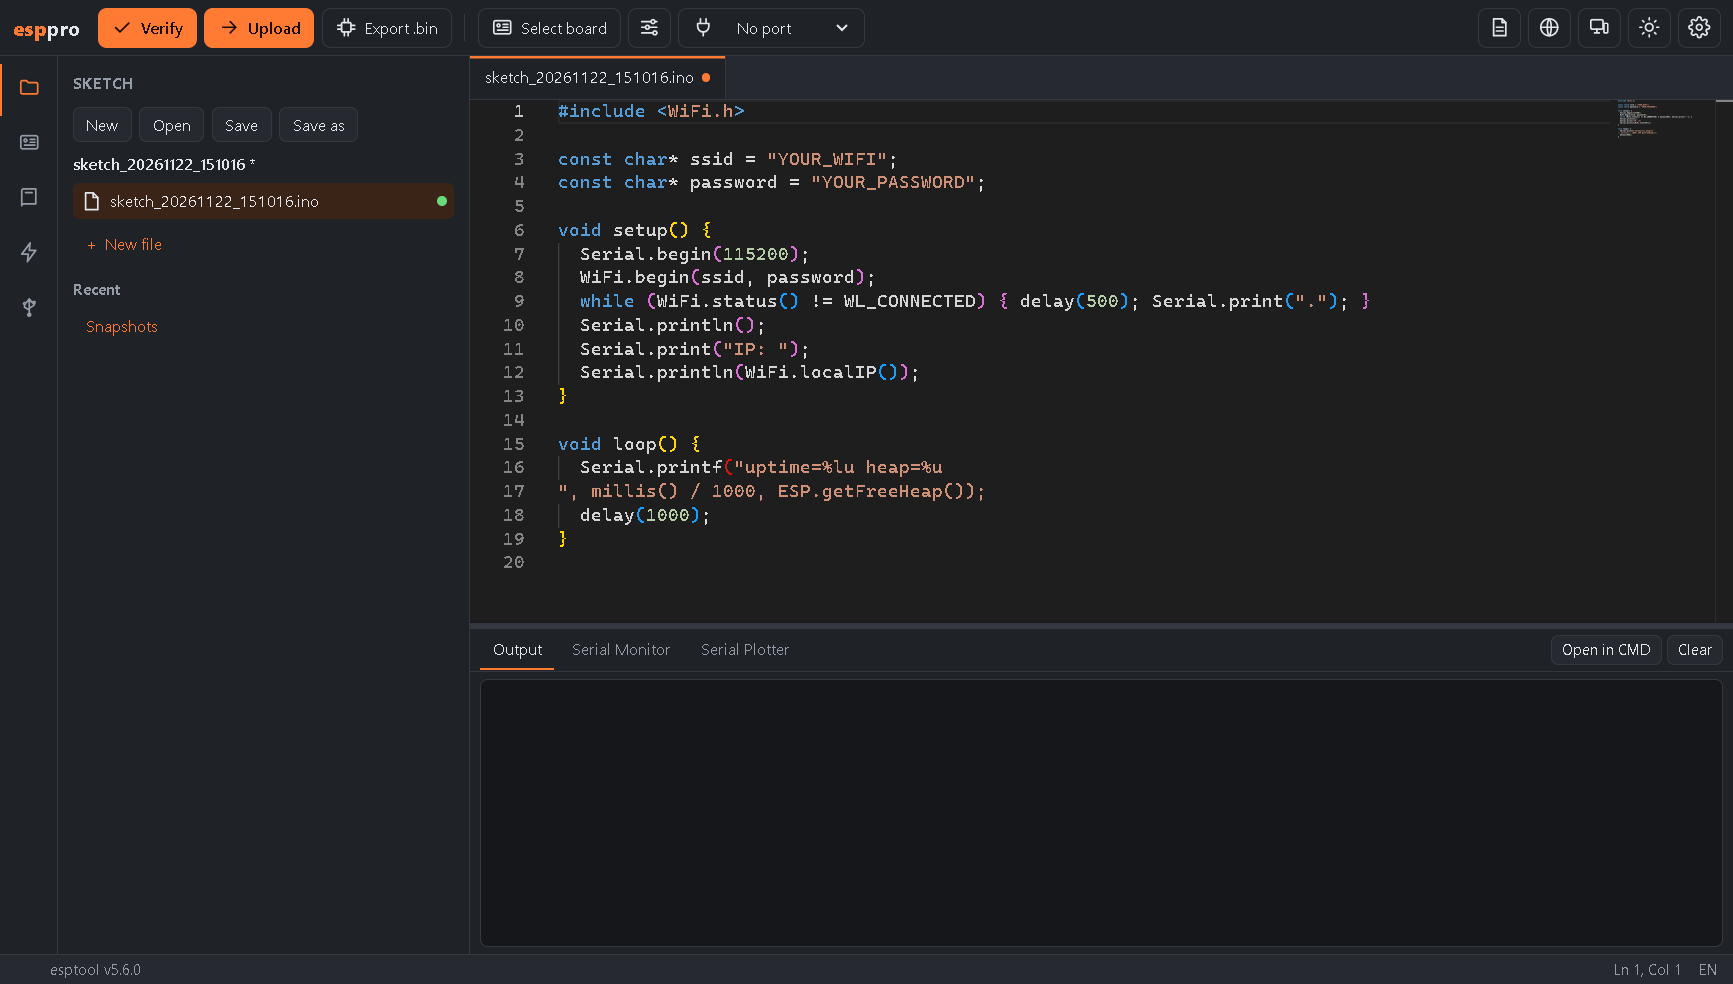 esppro
Verify
Upload
Export .bin
Select board
No port
SKETCH
New
Open
Save
Save as
sketch_20261122_151016 *
sketch_20261122_151016.ino
+ New file
Recent
Snapshots
sketch_20261122_151016.ino
1 #include <WiFi.h>
2
3 const char* ssid = "YOUR_WIFI";
4 const char* password = "YOUR_PASSWORD";
5
6 void setup() {
7 Serial.begin(115200);
8 WiFi.begin(ssid, password);
9 while (WiFi.status() != WL_CONNECTED) { delay(500); Serial.print("."); }
10 Serial.println();
11 Serial.print("IP: ");
12 Serial.println(WiFi.localIP());
13 }
14
15 void loop() {
16 Serial.printf("uptime=%lu heap=%u
17 ", millis() / 1000, ESP.getFreeHeap());
18 delay(1000);
19 }
20
Output
Serial Monitor
Serial Plotter
Open in CMD
Clear
esptool v5.6.0
Ln 1, Col 1
EN